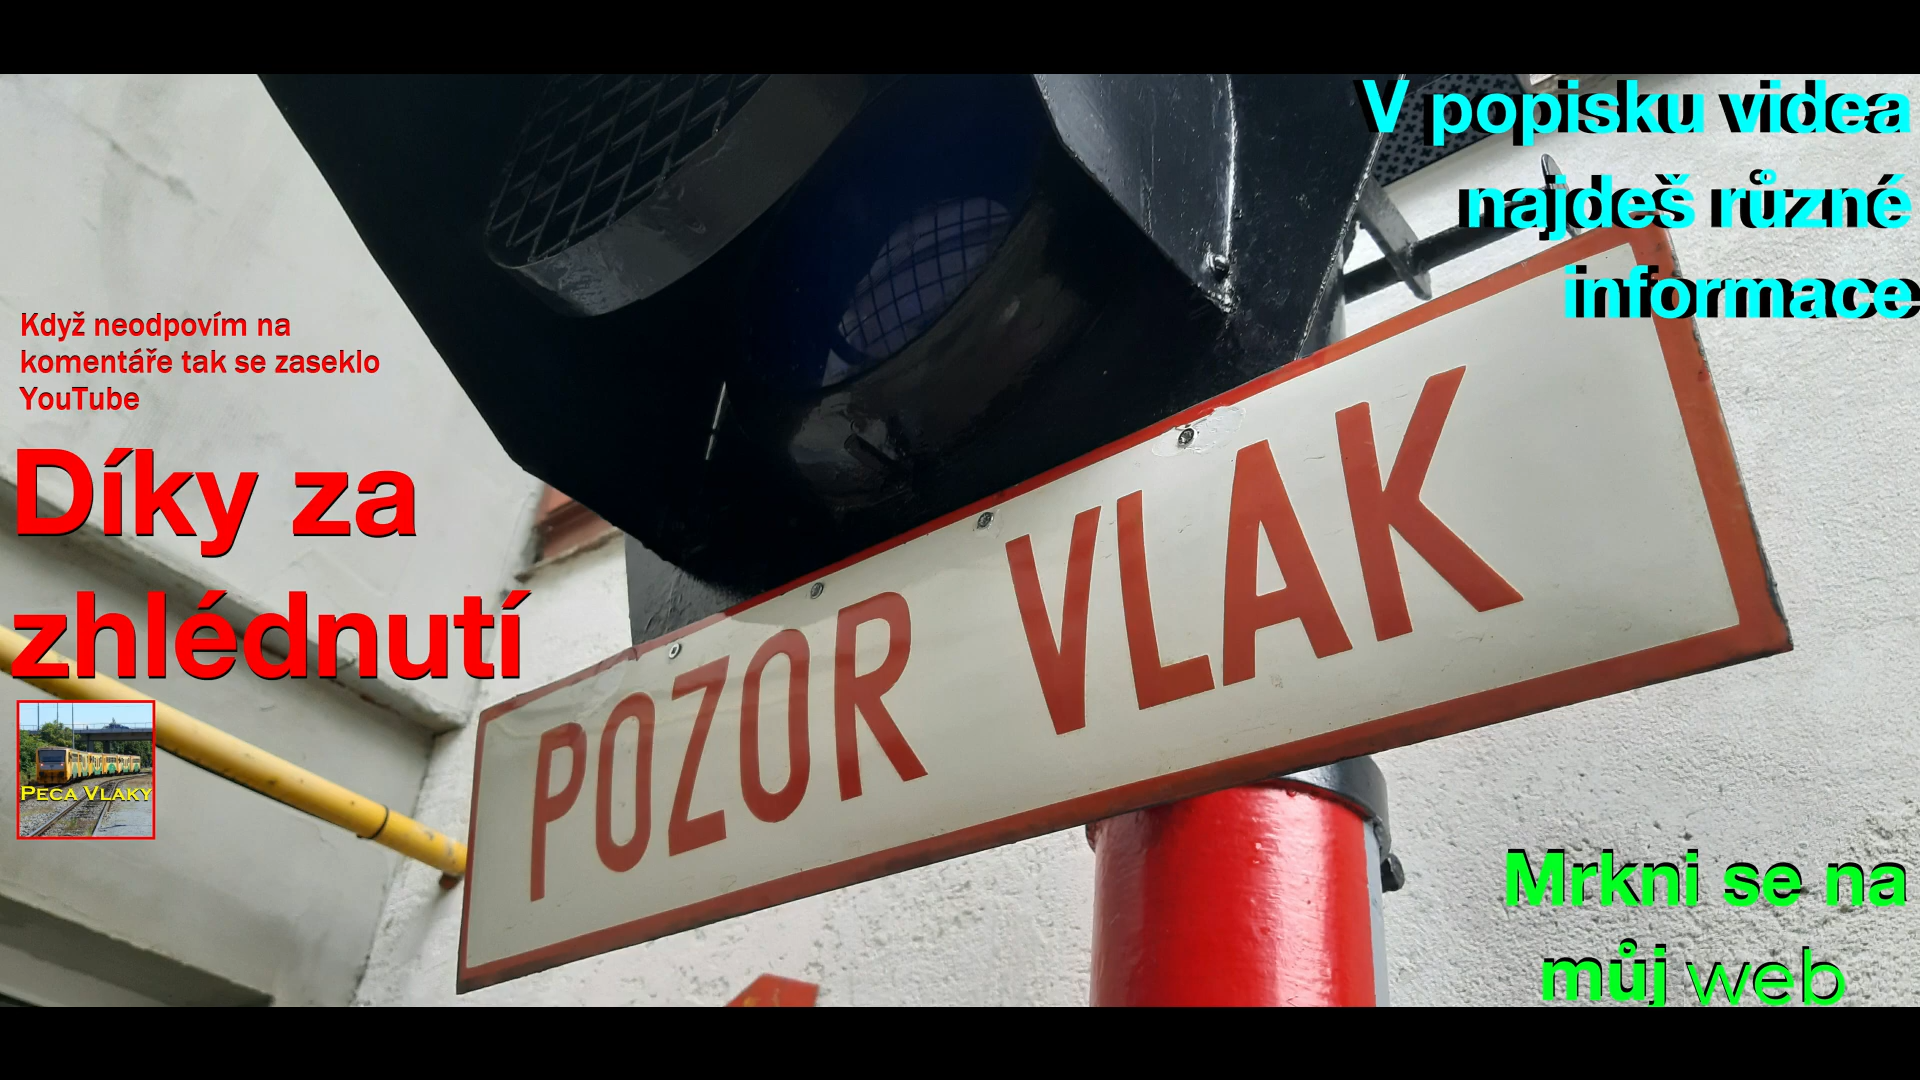 V popisku videa
najdeš různé
informace
Když neodpovím na
komentáře tak se zaseklo
YouTube
Díky za
zhlédnutí
PECA VLAKY
POZOR VLAK
Mrkni se na
můj web